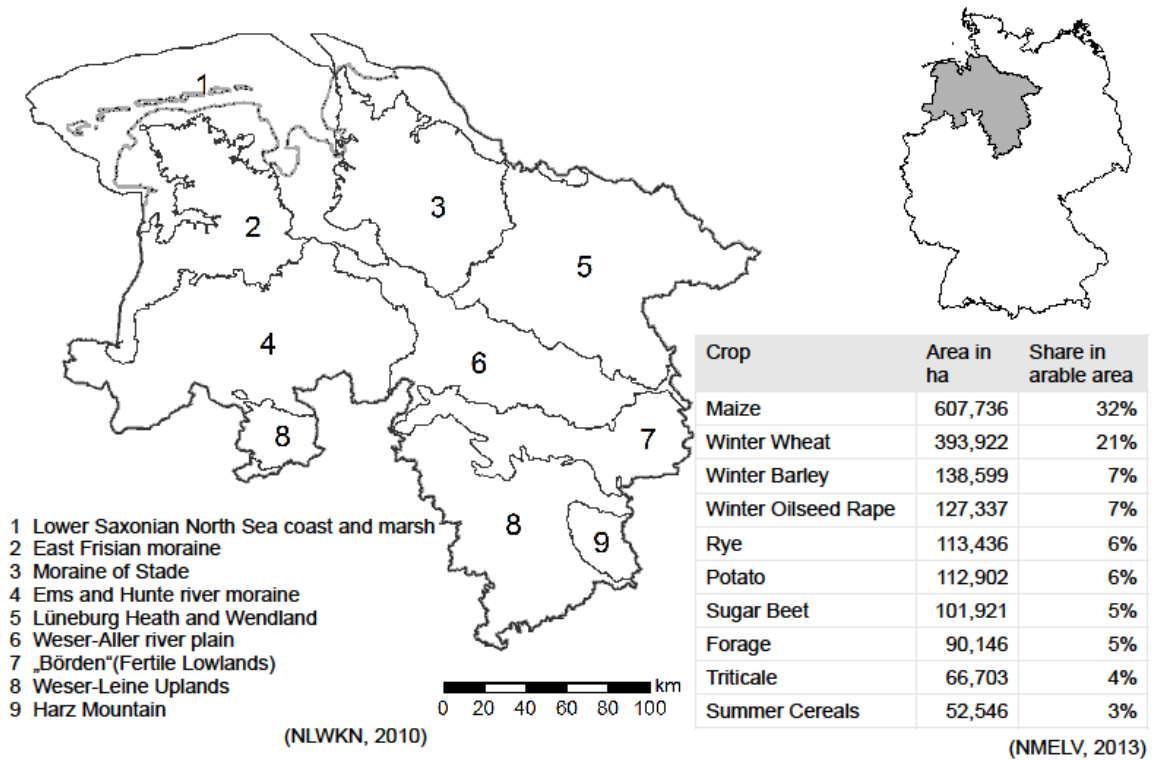 1
2
3
4
5
6
7
8
8
9
1 Lower Saxonian North Sea coast and marsh
2 East Frisian moraine
3 Moraine of Stade
4 Ems and Hunte river moraine
5 Lüneburg Heath and Wendland
6 Weser-Aller river plain
7 „Börden“(Fertile Lowlands)
8 Weser-Leine Uplands
9 Harz Mountain
(NLWKN, 2010)
km
0 20 40 60 80 100
Crop Area in ha Share in arable area
Maize 607,736 32%
Winter Wheat 393,922 21%
Winter Barley 138,599 7%
Winter Oilseed Rape 127,337 7%
Rye 113,436 6%
Potato 112,902 6%
Sugar Beet 101,921 5%
Forage 90,146 5%
Triticale 66,703 4%
Summer Cereals 52,546 3%
(NMELV, 2013)